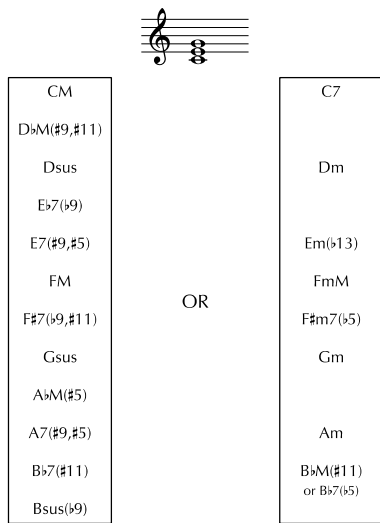 CM
D♭M(♯9,♯11)
Dsus
E♭7(♭9)
E7(♯9,♯5)
FM
F♯7(♭9,♯11)
Gsus
A♭M(♯5)
A7(♯9,♯5)
B♭7(♯11)
Bsus(♭9)
OR
C7
Dm
Em(♭13)
FmM
F♯m7(♭5)
Gm
Am
B♭M(♯11)
or B♭7(♭5)